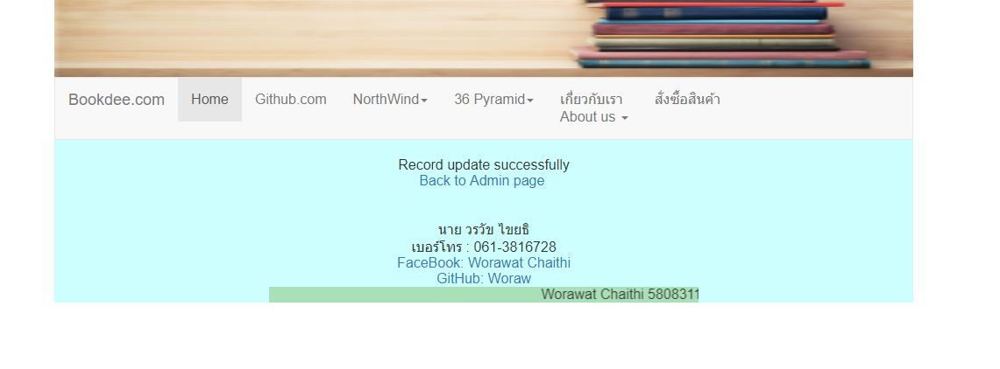 Bookdee.com Home Github.com NorthWind 36 Pyramid เกี่ยวกับเรา สั่งซื้อสินค้า
About us
Record update successfully
Back to Admin page
นาย วรวัข ไขยธิ
เบอร์โทร : 061-3816728
FaceBook: Worawat Chaithi
GitHub: Woraw
Worawat Chaithi 5808311